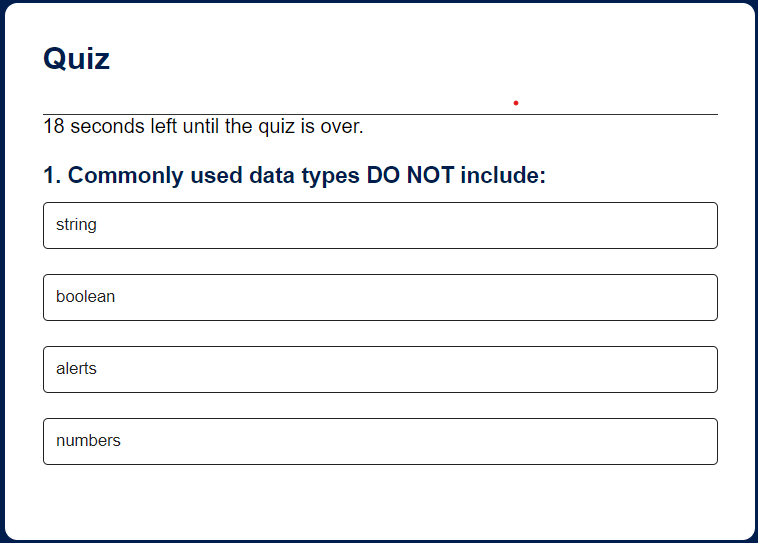 Quiz
18 seconds left until the quiz is over.
1. Commonly used data types DO NOT include:
string
boolean
alerts
numbers